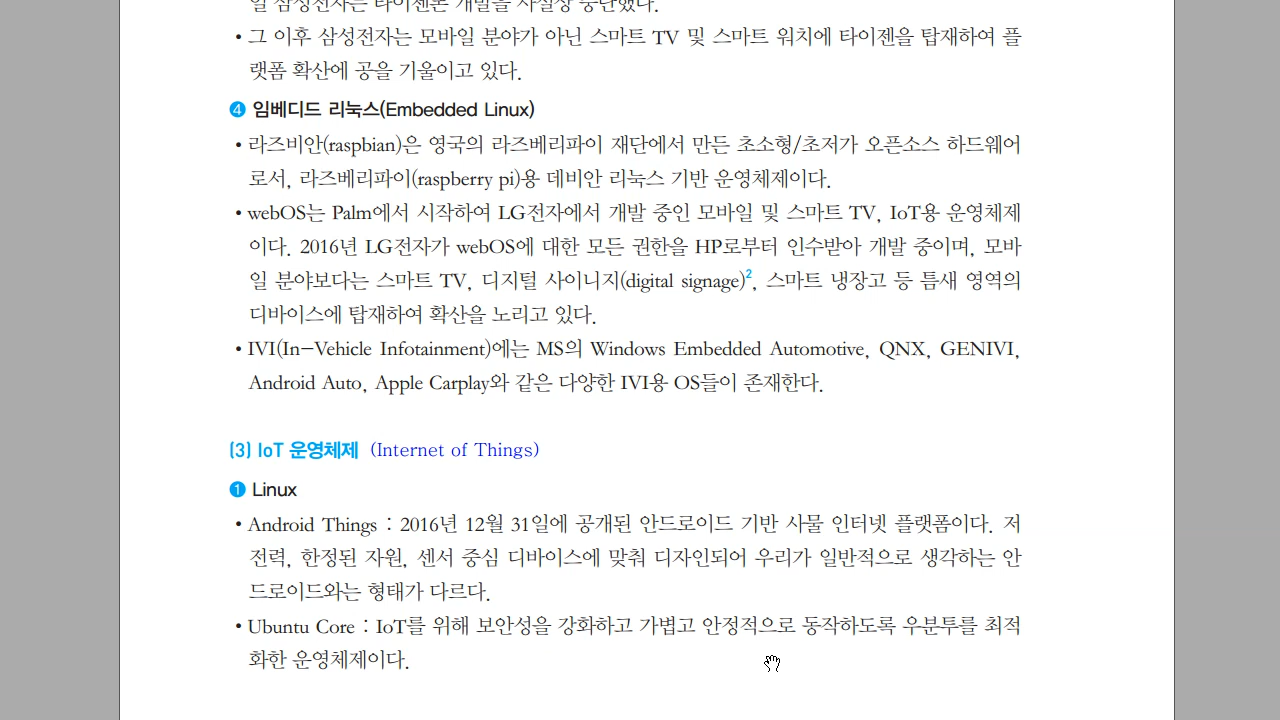 일 삼성전자는 타이젠폰 개발을 사실상 중단했다.
• 그 이후 삼성전자는 모바일 분야가 아닌 스마트 TV 및 스마트 워치에 타이젠을 탑재하여 플
랫폼 확산에 공을 기울이고 있다.
❹ 임베디드 리눅스(Embedded Linux)
• 라즈비안(raspbian)은 영국의 라즈베리파이 재단에서 만든 초소형/초저가 오픈소스 하드웨어
로서, 라즈베리파이(raspberry pi)용 데비안 리눅스 기반 운영체제이다.
• webOS는 Palm에서 시작하여 LG전자에서 개발 중인 모바일 및 스마트 TV, IoT용 운영체제
이다. 2016년 LG전자가 webOS에 대한 모든 권한을 HP로부터 인수받아 개발 중이며, 모바
일 분야보다는 스마트 TV, 디지털 사이니지(digital signage)2, 스마트 냉장고 등 틈새 영역의
디바이스에 탑재하여 확산을 노리고 있다.
• IVI(In-Vehicle Infotainment)에는 MS의 Windows Embedded Automotive, QNX, GENIVI,
Android Auto, Apple Carplay와 같은 다양한 IVI용 OS들이 존재한다.
(3) IoT 운영체제 (Internet of Things)
❶ Linux
• Android Things : 2016년 12월 31일에 공개된 안드로이드 기반 사물 인터넷 플랫폼이다. 저
전력, 한정된 자원, 센서 중심 디바이스에 맞춰 디자인되어 우리가 일반적으로 생각하는 안
드로이드와는 형태가 다르다.
• Ubuntu Core : IoT를 위해 보안성을 강화하고 가볍고 안정적으로 동작하도록 우분투를 최적
화한 운영체제이다.